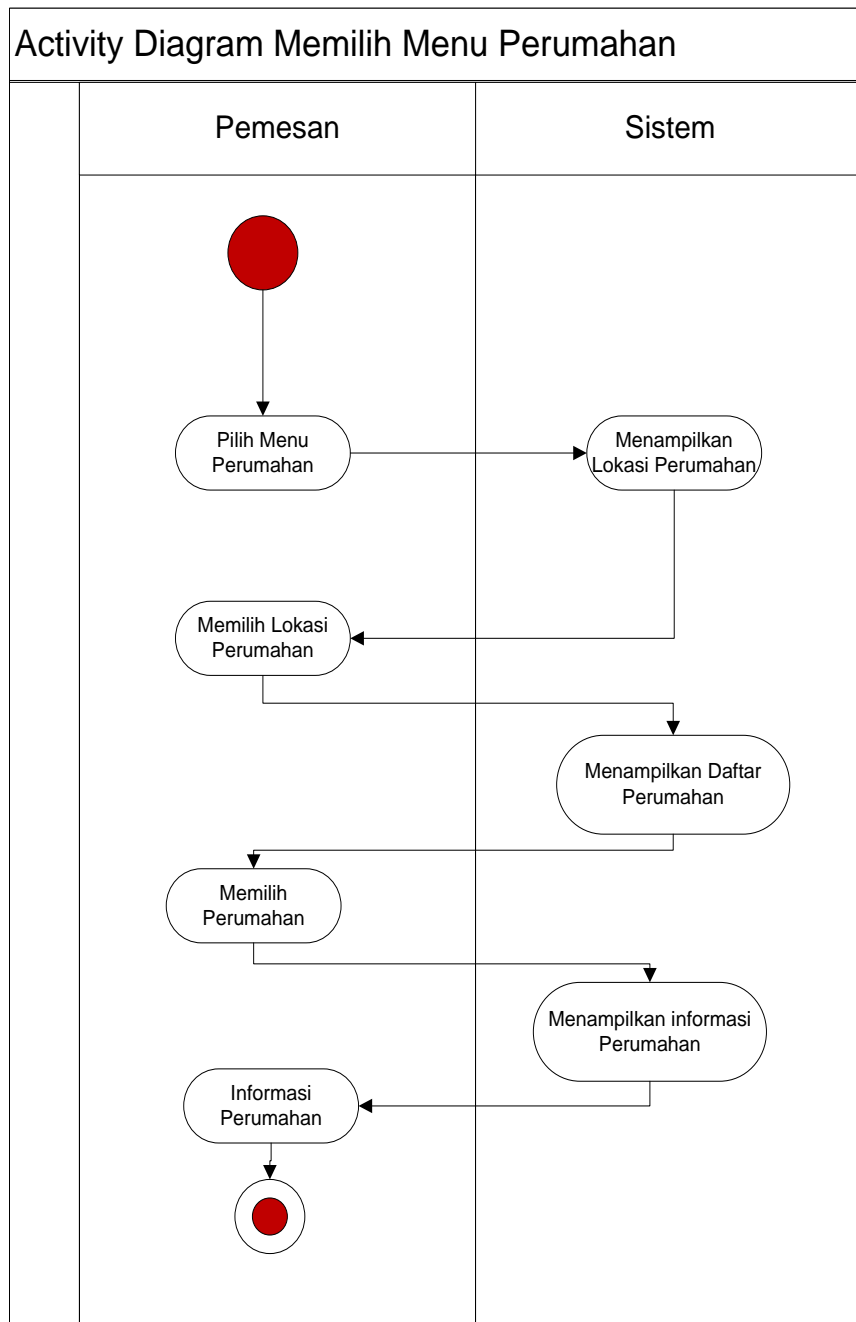 Activity Diagram Memilih Menu Perumahan
Pemesan
Sistem
Pilih Menu
Perumahan
Menampilkan
Lokasi Perumahan
Memilih Lokasi
Perumahan
Menampilkan Daftar
Perumahan
Memilih
Perumahan
Menampilkan informasi
Perumahan
Informasi
Perumahan